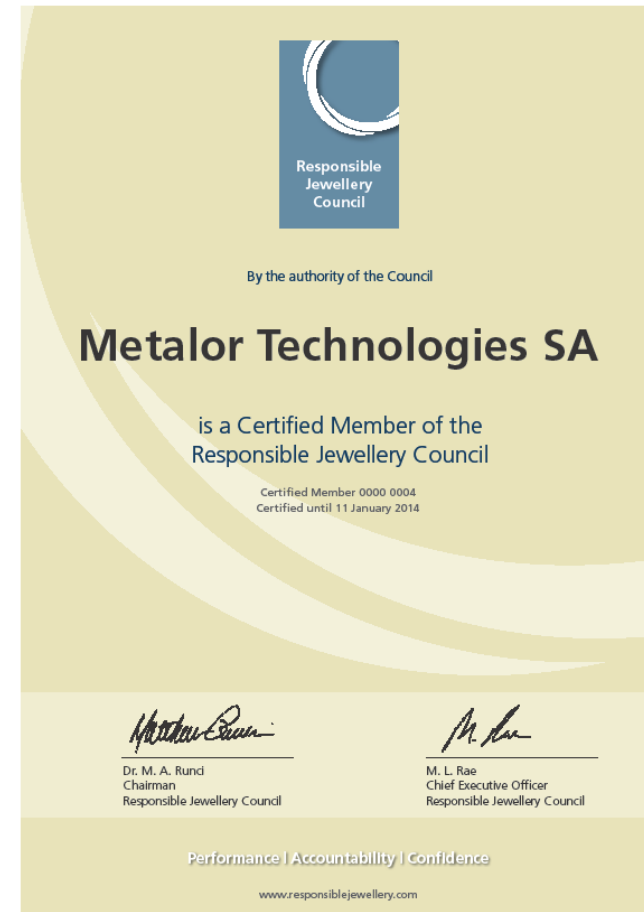 Responsible
Jewellery
Council
By the authority of the Council
Metalor Technologies SA
is a Certified Member of the
Responsible Jewellery Council
Certified Member 0000 0004
Certified until 11 January 2014
Dr. M. A. Runci
Chairman
Responsible Jewellery Council
M. L. Rae
Chief Executive Officer
Responsible Jewellery Council
Performance | Accountability | Confidence
www.responsiblejewellery.com